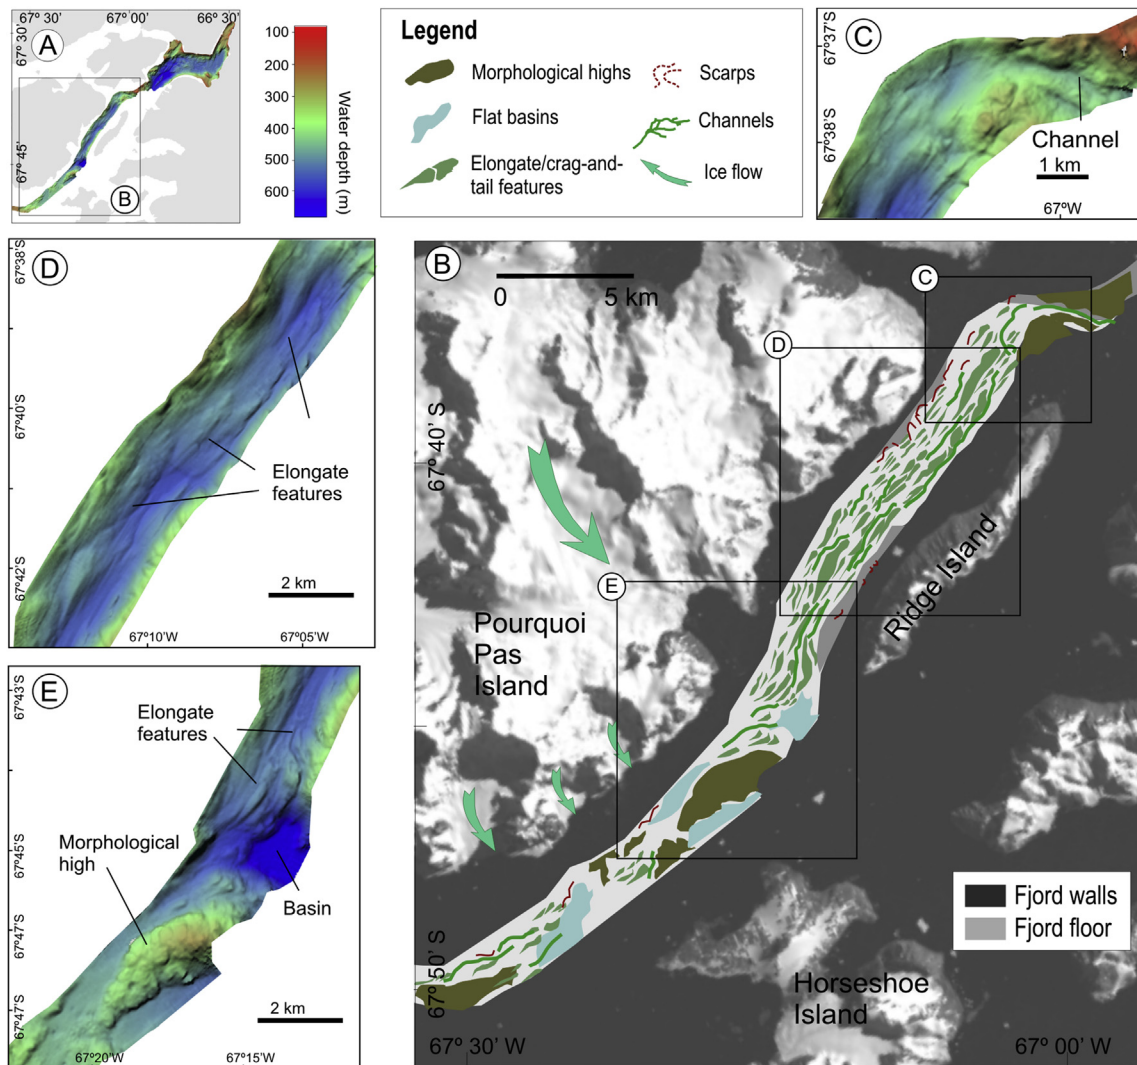 67° 30'
67° 00'
66° 30'
67° 30'
67° 45'
A
B
100
200
300
400
500
600
Water depth (m)
Legend
Morphological highs
Flat basins
Elongate/crag-and-
tail features
Scarps
Channels
Ice flow
C
67°37'S
67°38'S
Channel
1 km
67°W
D
67°38'S
67°40'S
67°42'S
Elongate
features
2 km
67°10'W
67°05'W
E
67°43'S
67°45'S
67°47'S
67°47'S
Elongate
features
Morphological
high
Basin
2 km
67°20'W
67°15'W
B
0
5 km
C
D
E
67° 40' S
67° 50' S
Pourquoi
Pas
Island
Ridge Island
Horseshoe
Island
Fjord walls
Fjord floor
67° 30' W
67° 00' W